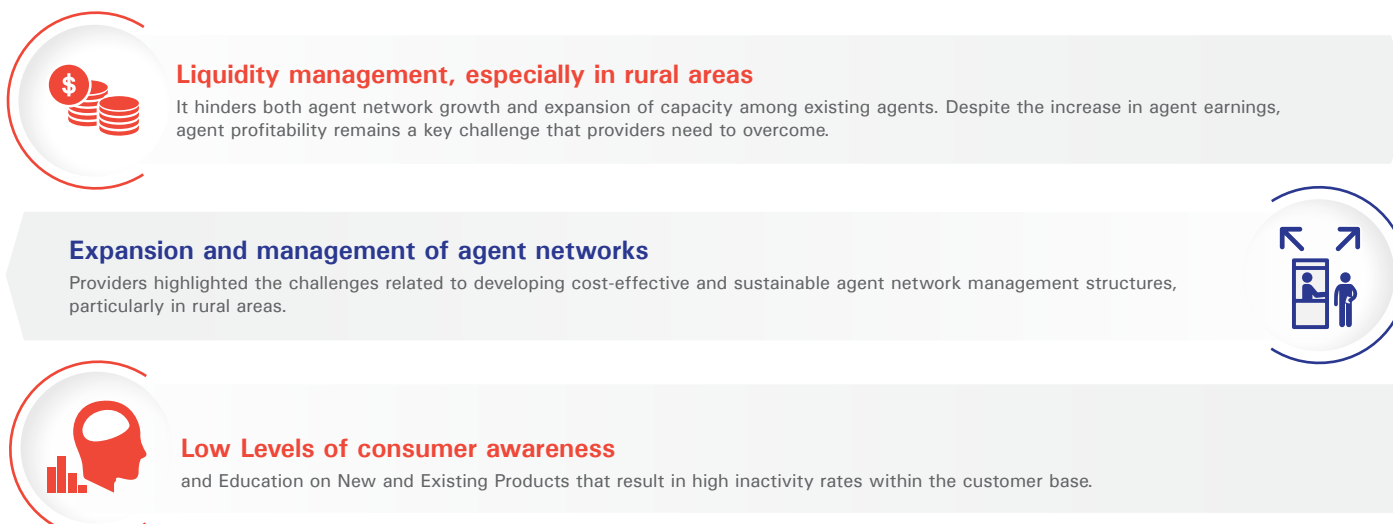 $
Liquidity management, especially in rural areas
It hinders both agent network growth and expansion of capacity among existing agents. Despite the increase in agent earnings,
agent profitability remains a key challenge that providers need to overcome.
Expansion and management of agent networks
Providers highlighted the challenges related to developing cost-effective and sustainable agent network management structures,
particularly in rural areas.
Low Levels of consumer awareness
and Education on New and Existing Products that result in high inactivity rates within the customer base.